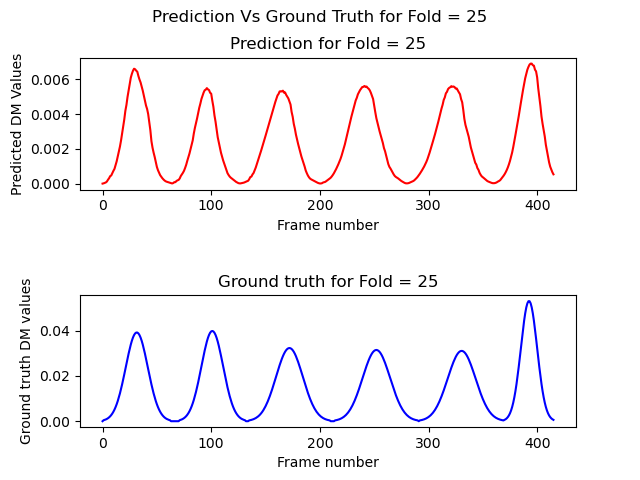 Prediction Vs Ground Truth for Fold = 25
Prediction for Fold = 25
Predicted DM Values
0.006
0.004
0.002
0.000
0 100 200 300 400
Frame number
Ground truth for Fold = 25
Ground truth DM values
0.04
0.02
0.00
0 100 200 300 400
Frame number